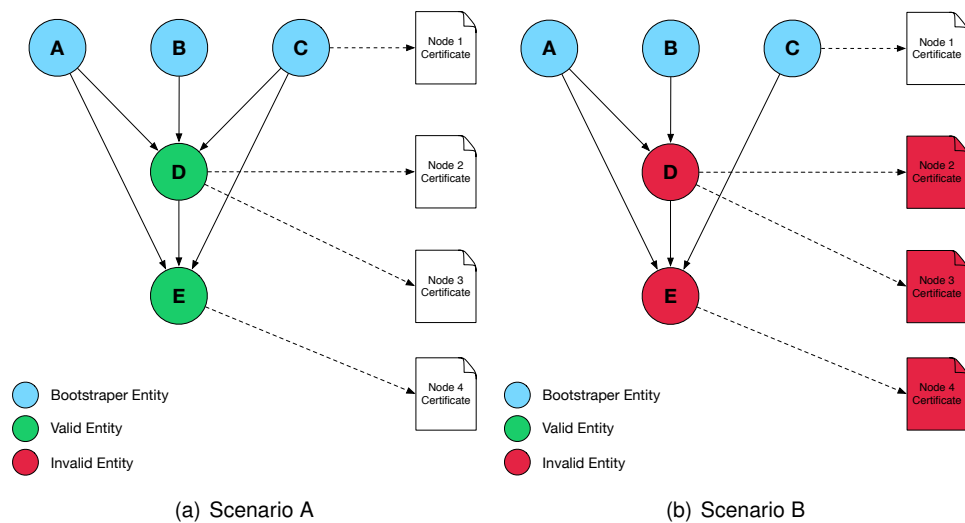 A
B
C
Node 1
Certificate
D
Node 2
Certificate
Node 3
Certificate
E
Node 4
Certificate
Bootstraper Entity
Valid Entity
Invalid Entity
(a) Scenario A
A
B
C
Node 1
Certificate
D
Node 2
Certificate
Node 3
Certificate
E
Node 4
Certificate
Bootstraper Entity
Valid Entity
Invalid Entity
(b) Scenario B